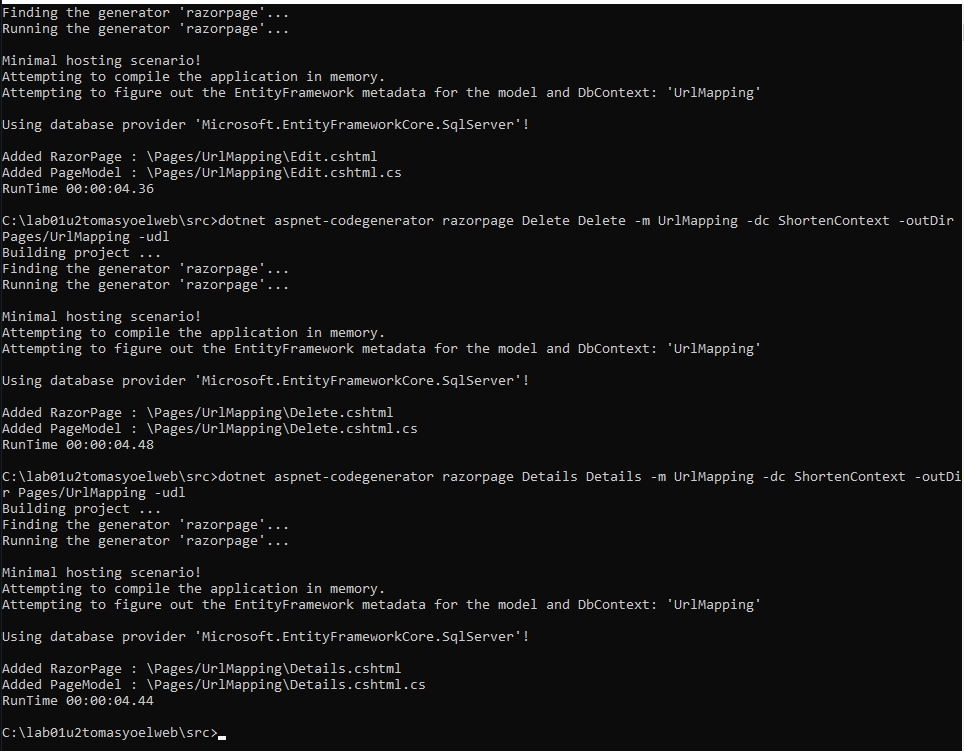 Finding the generator 'razorpage'...
Running the generator 'razorpage'...
Minimal hosting scenario!
Attempting to compile the application in memory.
Attempting to figure out the EntityFramework metadata for the model and DbContext: 'UrlMapping'
Using database provider 'Microsoft.EntityFrameworkCore.SqlServer'!
Added RazorPage : \Pages/UrlMapping\Edit.cshtml
Added PageModel : \Pages/UrlMapping\Edit.cshtml.cs
RunTime 00:00:04.36
C:\lab01u2tomasyoelweb\src>dotnet aspnet-codegenerator razorpage Delete Delete -m UrlMapping -dc ShortenContext -outDir
Pages/UrlMapping -udl
Building project ...
Finding the generator 'razorpage'...
Running the generator 'razorpage'...
Minimal hosting scenario!
Attempting to compile the application in memory.
Attempting to figure out the EntityFramework metadata for the model and DbContext: 'UrlMapping'
Using database provider 'Microsoft.EntityFrameworkCore.SqlServer'!
Added RazorPage : \Pages/UrlMapping\Delete.cshtml
Added PageModel : \Pages/UrlMapping\Delete.cshtml.cs
RunTime 00:00:04.48
C:\lab01u2tomasyoelweb\src>dotnet aspnet-codegenerator razorpage Details Details -m UrlMapping -dc ShortenContext -outDi
r Pages/UrlMapping -udl
Building project ...
Finding the generator 'razorpage'...
Running the generator 'razorpage'...
Minimal hosting scenario!
Attempting to compile the application in memory.
Attempting to figure out the EntityFramework metadata for the model and DbContext: 'UrlMapping'
Using database provider 'Microsoft.EntityFrameworkCore.SqlServer'!
Added RazorPage : \Pages/UrlMapping\Details.cshtml
Added PageModel : \Pages/UrlMapping\Details.cshtml.cs
RunTime 00:00:04.44
C:\lab01u2tomasyoelweb\src>